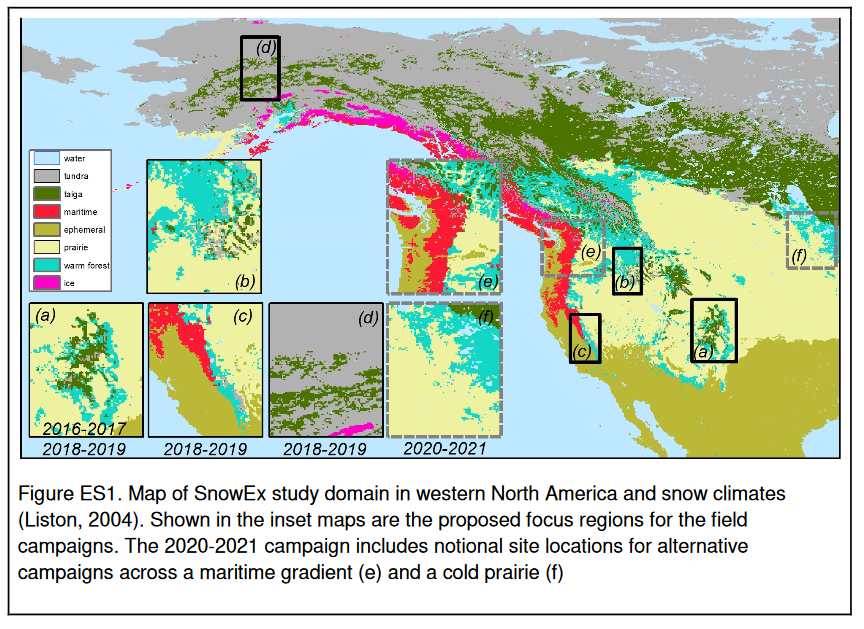 (d)
water
tundra
taiga
maritime
ephemeral
prairie
warm forest
ice
(b)
(e)
(e)
(b)
(f)
(a)
(c)
(d)
(f)
(c)
(a)
2016-2017
2018-2019
2018-2019
2018-2019
2020-2021
Figure ES1. Map of SnowEx study domain in western North America and snow climates
(Liston, 2004). Shown in the inset maps are the proposed focus regions for the field
campaigns. The 2020-2021 campaign includes notional site locations for alternative
campaigns across a maritime gradient (e) and a cold prairie (f)